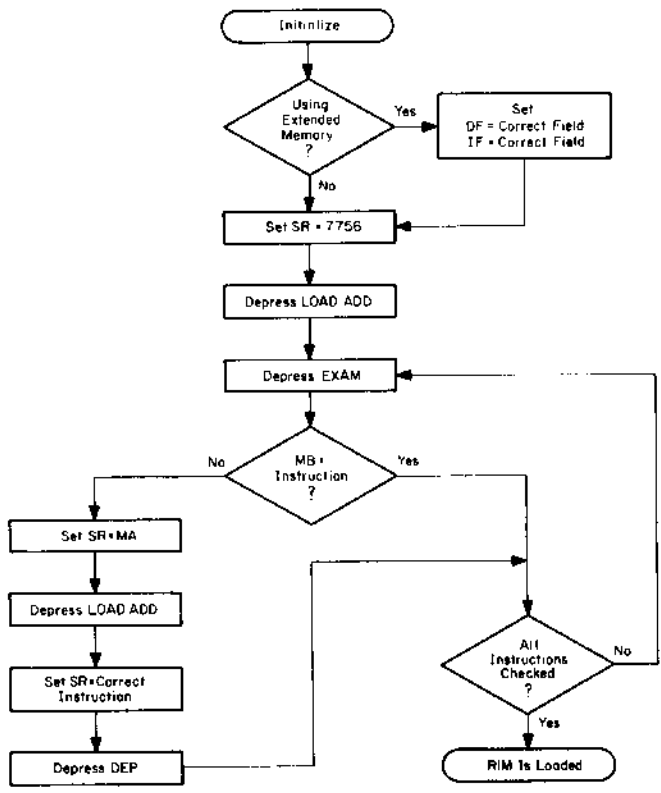 Initialize
Using
Extended
Memory
?
Yes
Set
DF = Correct Field
IF = Correct Field
No
Set SR = 7756
Depress LOAD ADD
Depress EXAM
No
MB =
Instruction
?
Yes
Set SR=MA
Depress LOAD ADD
Set SR=Correct
Instruction
Depress DEP
All
Instructions
Checked
?
No
Yes
RIM Is Loaded